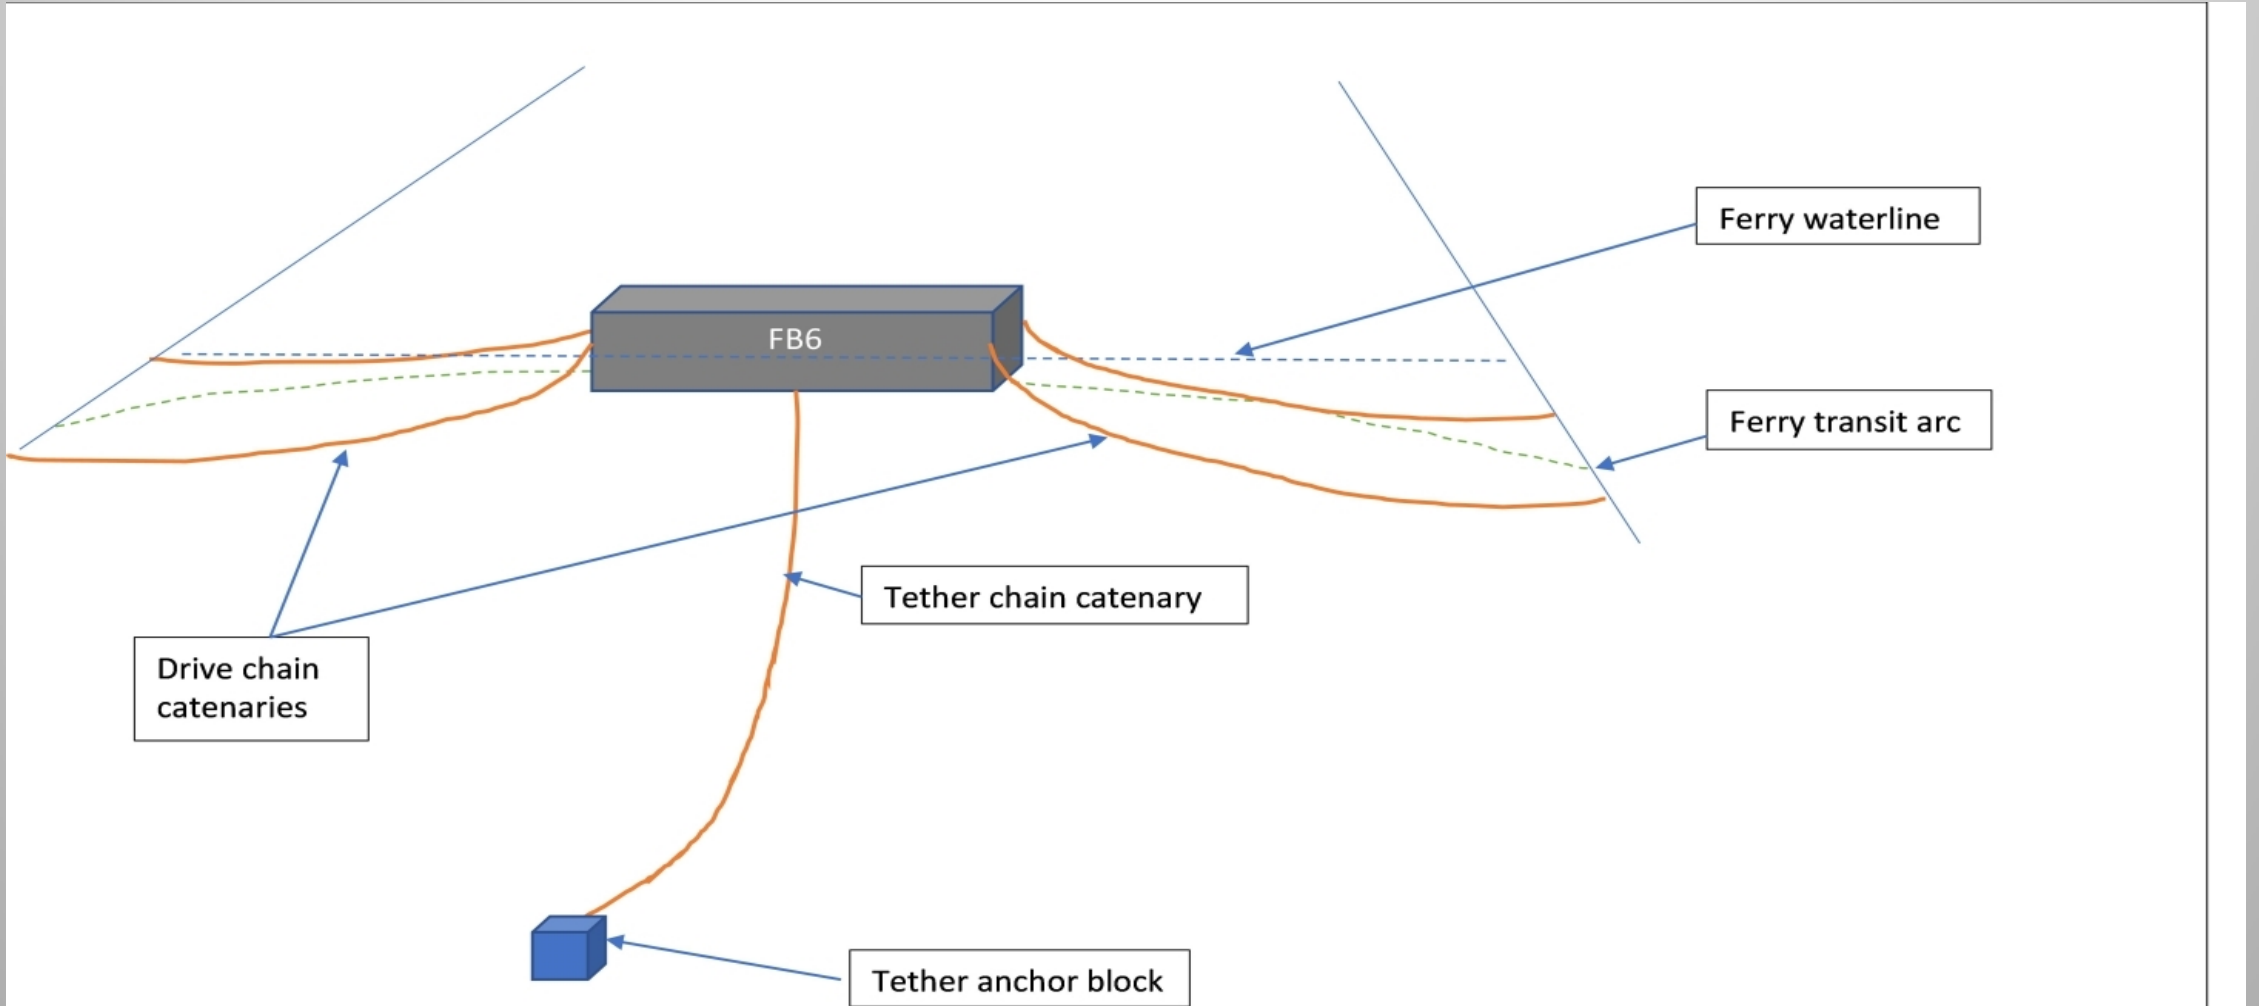 Ferry waterline
FB6
Ferry transit arc
Tether chain catenary
Drive chain
catenaries
Tether anchor block